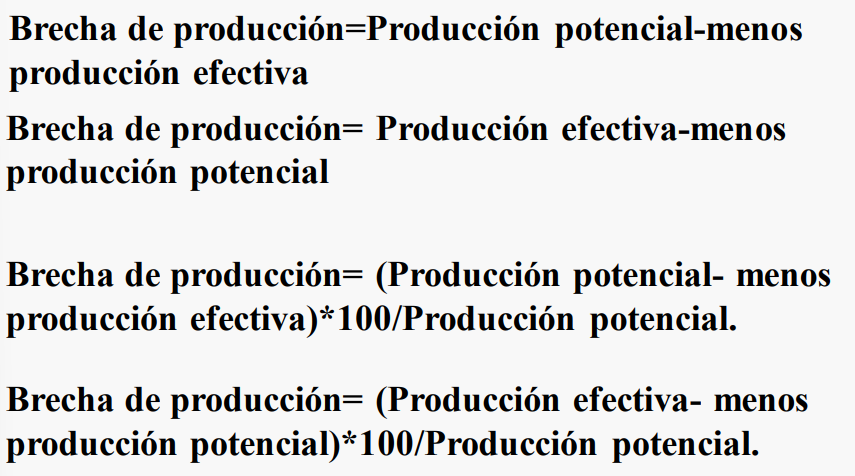 Brecha de producción=Producción potencial-menos
producción efectiva
Brecha de producción= Producción efectiva-menos
producción potencial
Brecha de producción= (Producción potencial- menos
producción efectiva)*100/Producción potencial.
Brecha de producción= (Producción efectiva- menos
producción potencial)*100/Producción potencial.